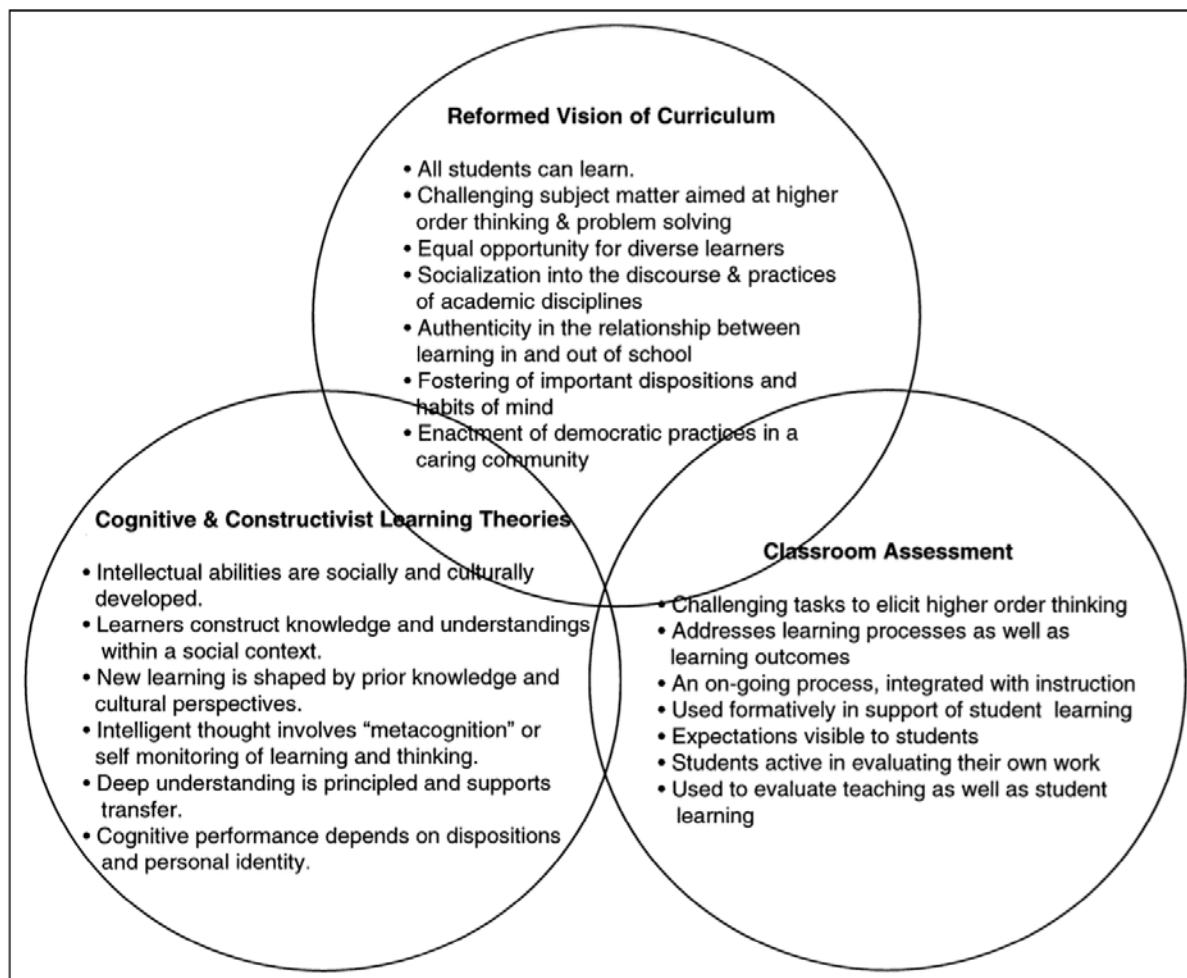 Reformed Vision of Curriculum
• All students can learn.
• Challenging subject matter aimed at higher
order thinking & problem solving
• Equal opportunity for diverse learners
• Socialization into the discourse & practices
of academic disciplines
• Authenticity in the relationship between
learning in and out of school
• Fostering of important dispositions and
habits of mind
• Enactment of democratic practices in a
caring community
Cognitive & Constructivist Learning Theories
• Intellectual abilities are socially and culturally
developed.
• Learners construct knowledge and understandings
within a social context.
• New learning is shaped by prior knowledge and
cultural perspectives.
• Intelligent thought involves “metacognition” or
self monitoring of learning and thinking.
• Deep understanding is principled and supports
transfer.
• Cognitive performance depends on dispositions
and personal identity.
Classroom Assessment
• Challenging tasks to elicit higher order thinking
• Addresses learning processes as well as
learning outcomes
• An on-going process, integrated with instruction
• Used formatively in support of student learning
• Expectations visible to students
• Students active in evaluating their own work
• Used to evaluate teaching as well as student
learning